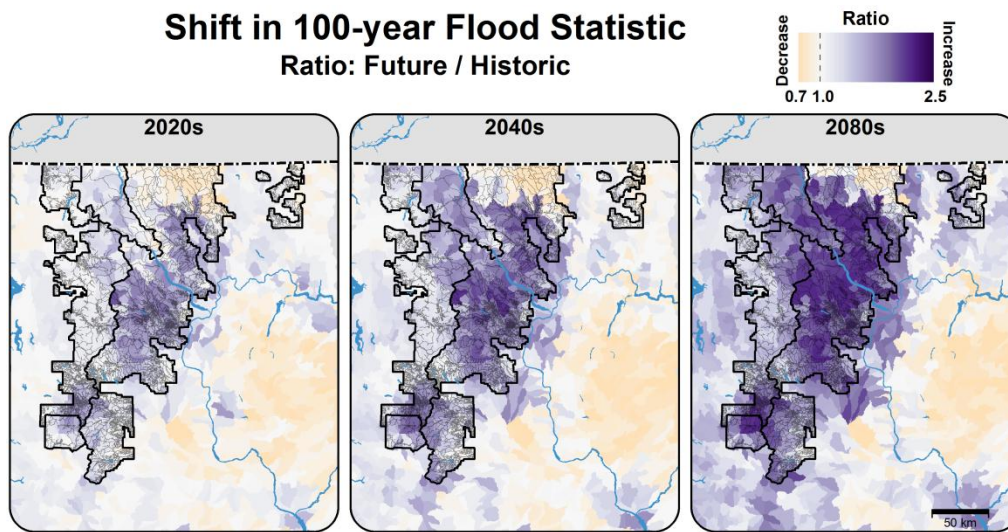 Shift in 100-year Flood Statistic
Ratio: Future / Historic
Ratio
Decrease
Increase
0.7 1.0 2.5
2020s
2040s
2080s
50 km